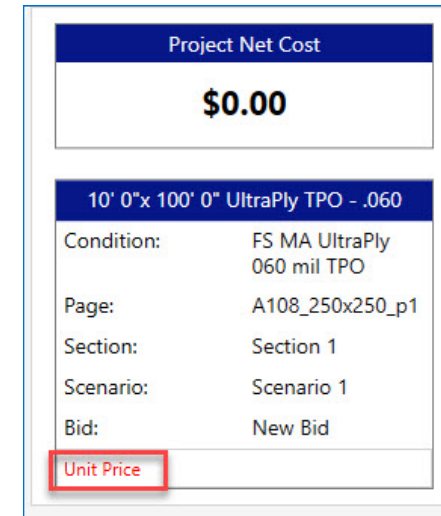 Project Net Cost
$0.00
10' 0"x 100' 0" UltraPly TPO - .060
Condition: FS MA UltraPly
060 mil TPO
Page: A108_250x250_p1
Section: Section 1
Scenario: Scenario 1
Bid: New Bid
Unit Price